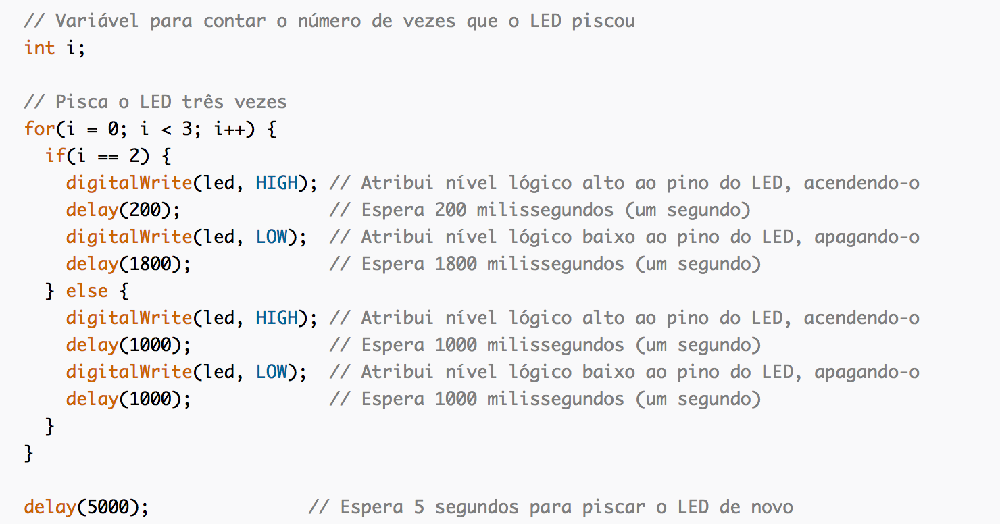 // Variável para contar o número de vezes que o LED piscou
int i;

// Pisca o LED três vezes
for(i = 0; i < 3; i++) {
  if(i == 2) {
    digitalWrite(led, HIGH); // Atribui nível lógico alto ao pino do LED, acendendo-o
    delay(200);              // Espera 200 milissegundos (um segundo)
    digitalWrite(led, LOW);  // Atribui nível lógico baixo ao pino do LED, apagando-o
    delay(1800);             // Espera 1800 milissegundos (um segundo)
  } else {
    digitalWrite(led, HIGH); // Atribui nível lógico alto ao pino do LED, acendendo-o
    delay(1000);             // Espera 1000 milissegundos (um segundo)
    digitalWrite(led, LOW);  // Atribui nível lógico baixo ao pino do LED, apagando-o
    delay(1000);             // Espera 1000 milissegundos (um segundo)
  }
}

delay(5000);               // Espera 5 segundos para piscar o LED de novo